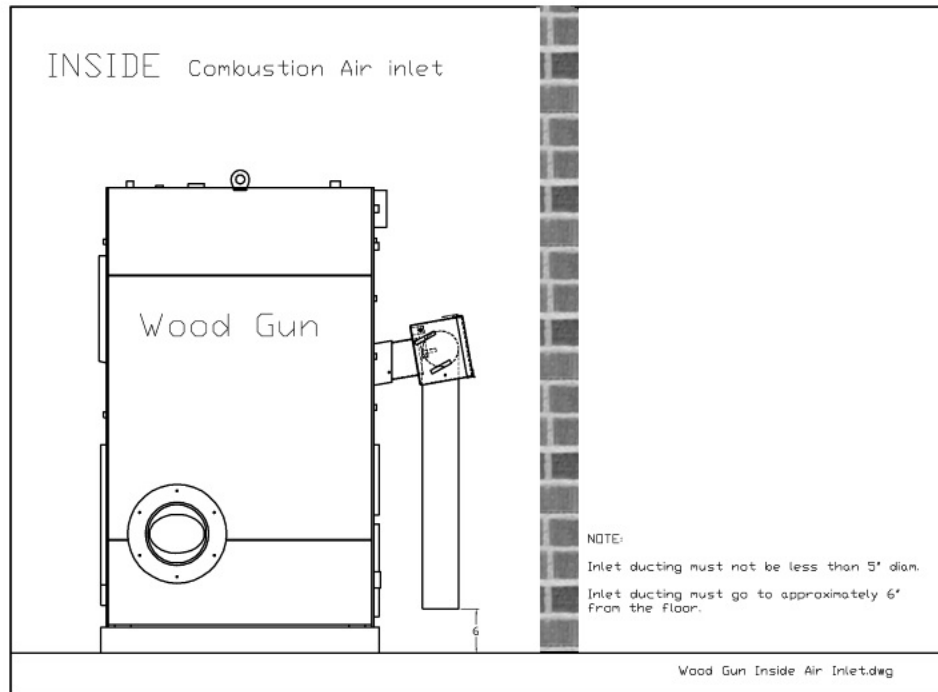 INSIDE Combustion Air inlet
Wood Gun
NOTE:
Inlet ducting must not be less than 5" diam.
Inlet ducting must go to approximately 6"
from the floor.
6
Wood Gun Inside Air Inlet.dwg